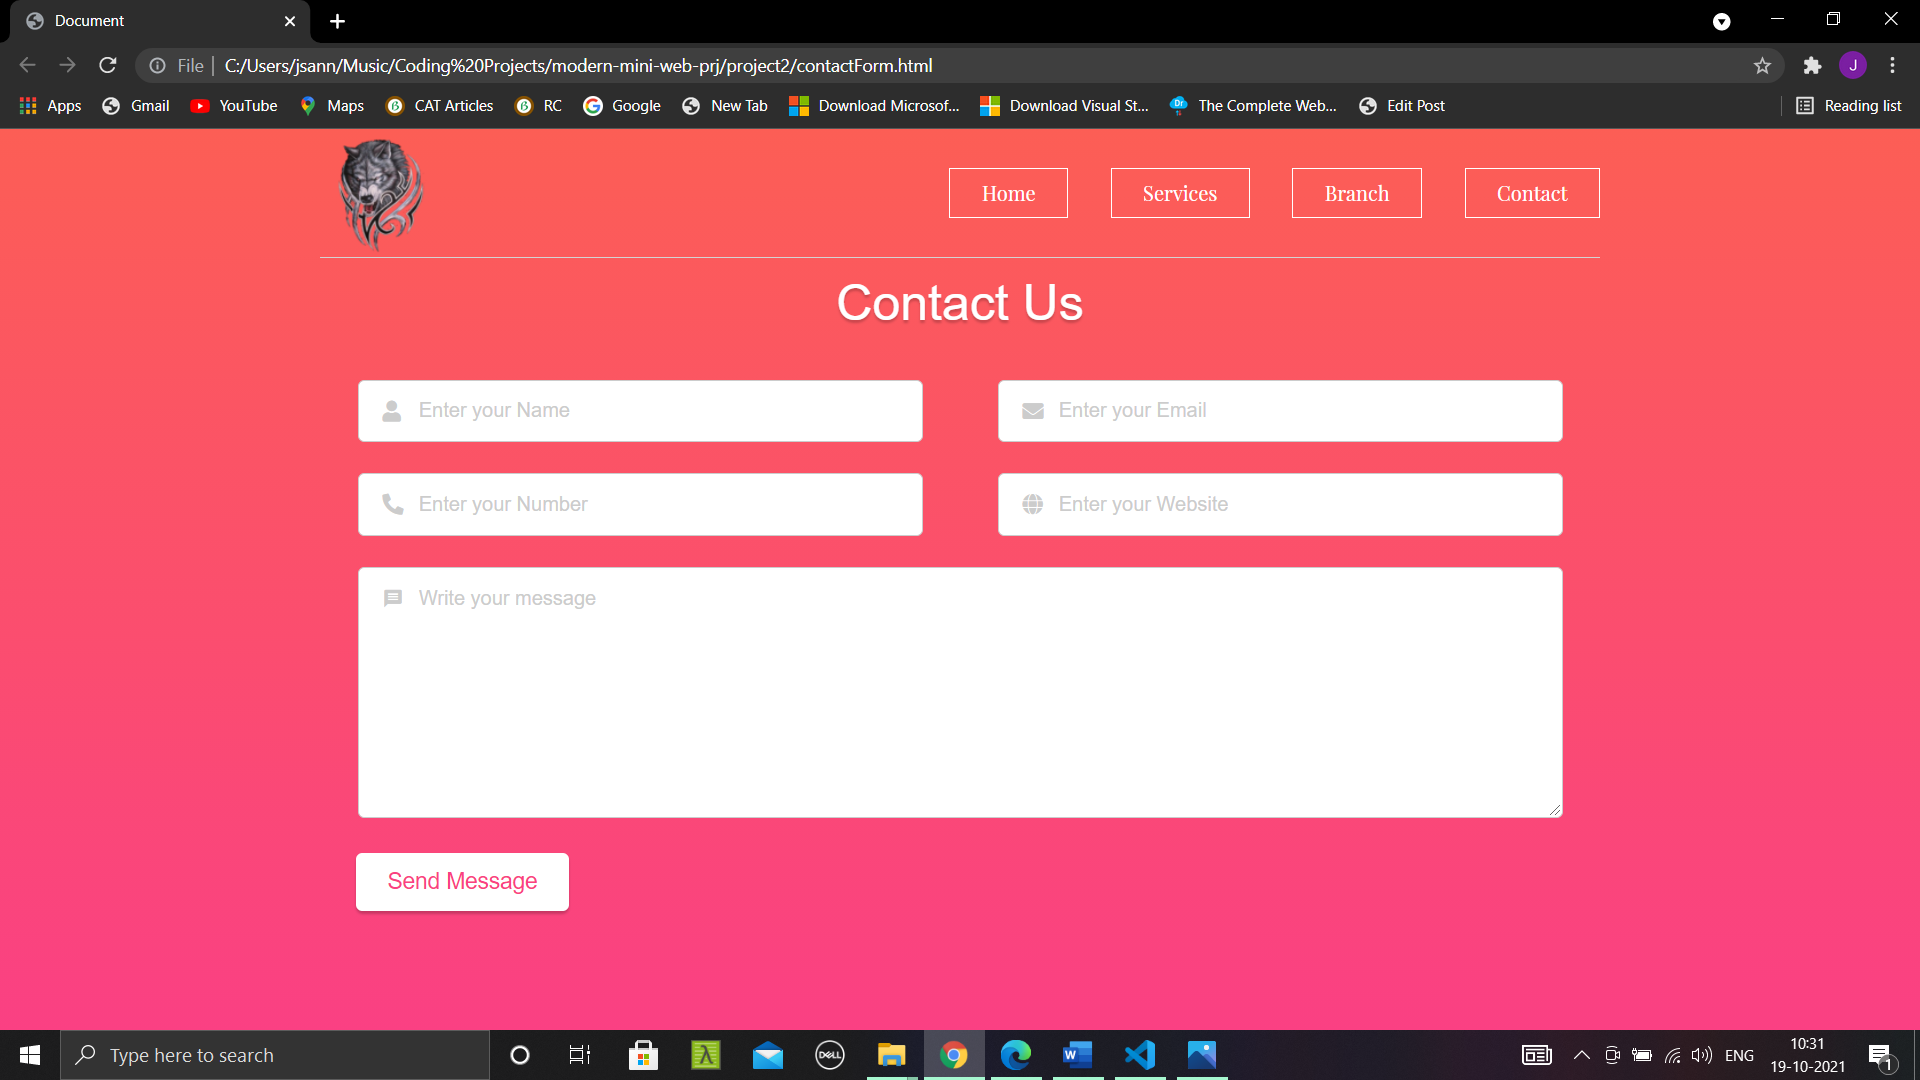 Document
File | C:/Users/jsann/Music/Coding%20Projects/modern-mini-web-prj/project2/contactForm.html
J
Apps Gmail YouTube Maps CAT Articles RC Google New Tab Download Microsof... Download Visual St... The Complete Web... Edit Post Reading list
Home Services Branch Contact
Contact Us
Enter your Name Enter your Email
Enter your Number Enter your Website
Write your message
Send Message
Type here to search
DELL
W
ENG
10:31
19-10-2021
1